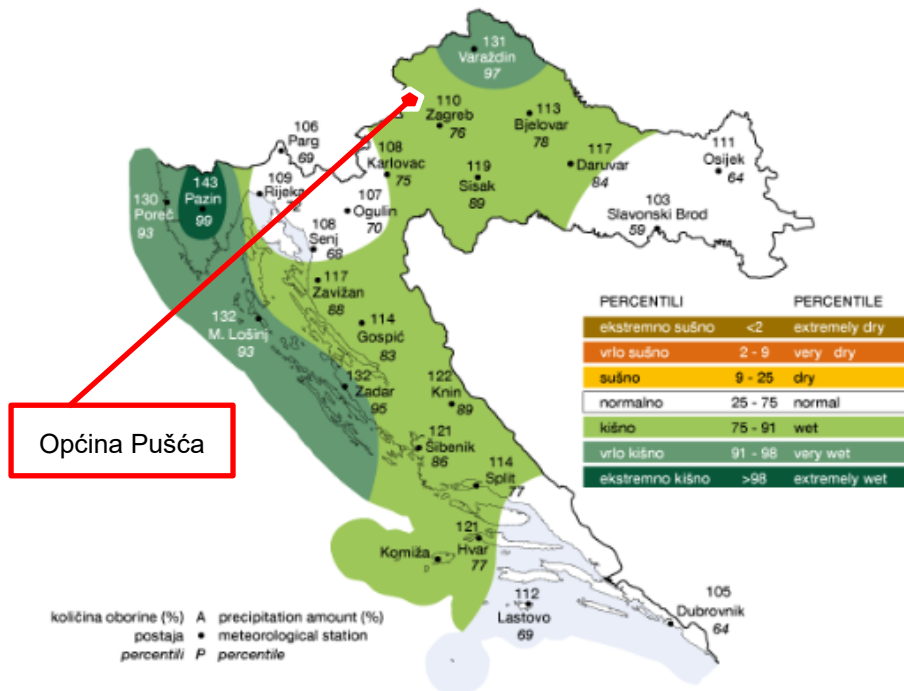 131
Varaždin
97
110
Zagreb
76
113
Bjelovar
78
106
Parg
69
108
Karlovac
75
119
Sisak
89
117
Daruvar
84
111
Osijek
64
143
Pazin
99
109
Rijeka
72
130
Poreč
93
107
Ogulin
70
103
Slavonski Brod
59
108
Senj
68
117
Zavižan
88
132
M. Lošinj
93
114
Gospić
83
132
Zadar
95
122
Knin
89
Općina Pušća
121
Šibenik
86
114
Split
77
121
Hvar
77
Komiža
112
Lastovo
69
105
Dubrovnik
64
PERCENTILI PERCENTILE
ekstremno sušno <2 extremely dry
vrlo sušno 2 - 9 very dry
sušno 9 - 25 dry
normalno 25 - 75 normal
kišno 75 - 91 wet
vrlo kišno 91 - 98 very wet
ekstremno kišno >98 extremely wet
količina oborine (%) A precipitation amount (%)
postaja • meteorological station
percentili P percentile